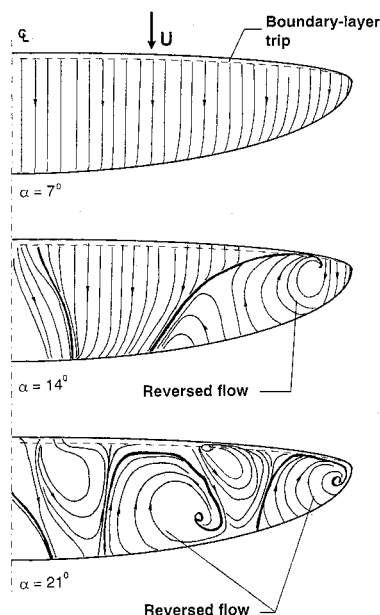 ℄
U
Boundary-layer
trip
α = 7°
α = 14°
Reversed flow
α = 21°
Reversed flow